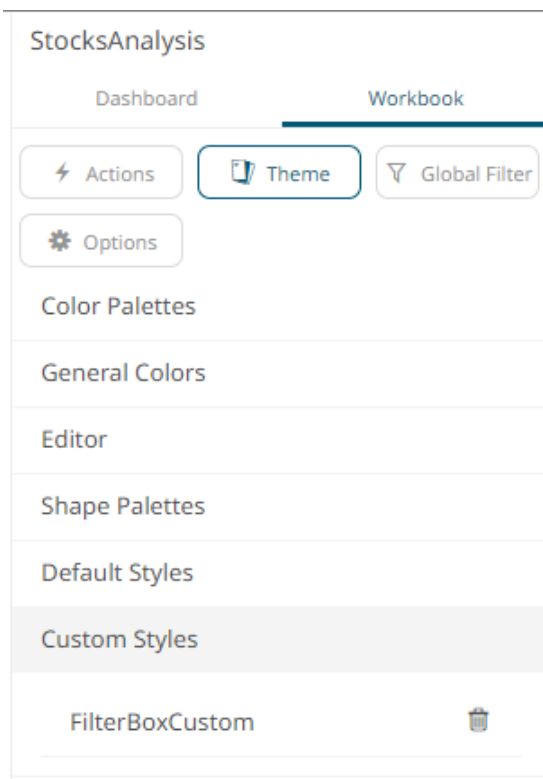 StocksAnalysis
Dashboard Workbook
Actions Theme Global Filter
Options
Color Palettes
General Colors
Editor
Shape Palettes
Default Styles
Custom Styles
FilterBoxCustom